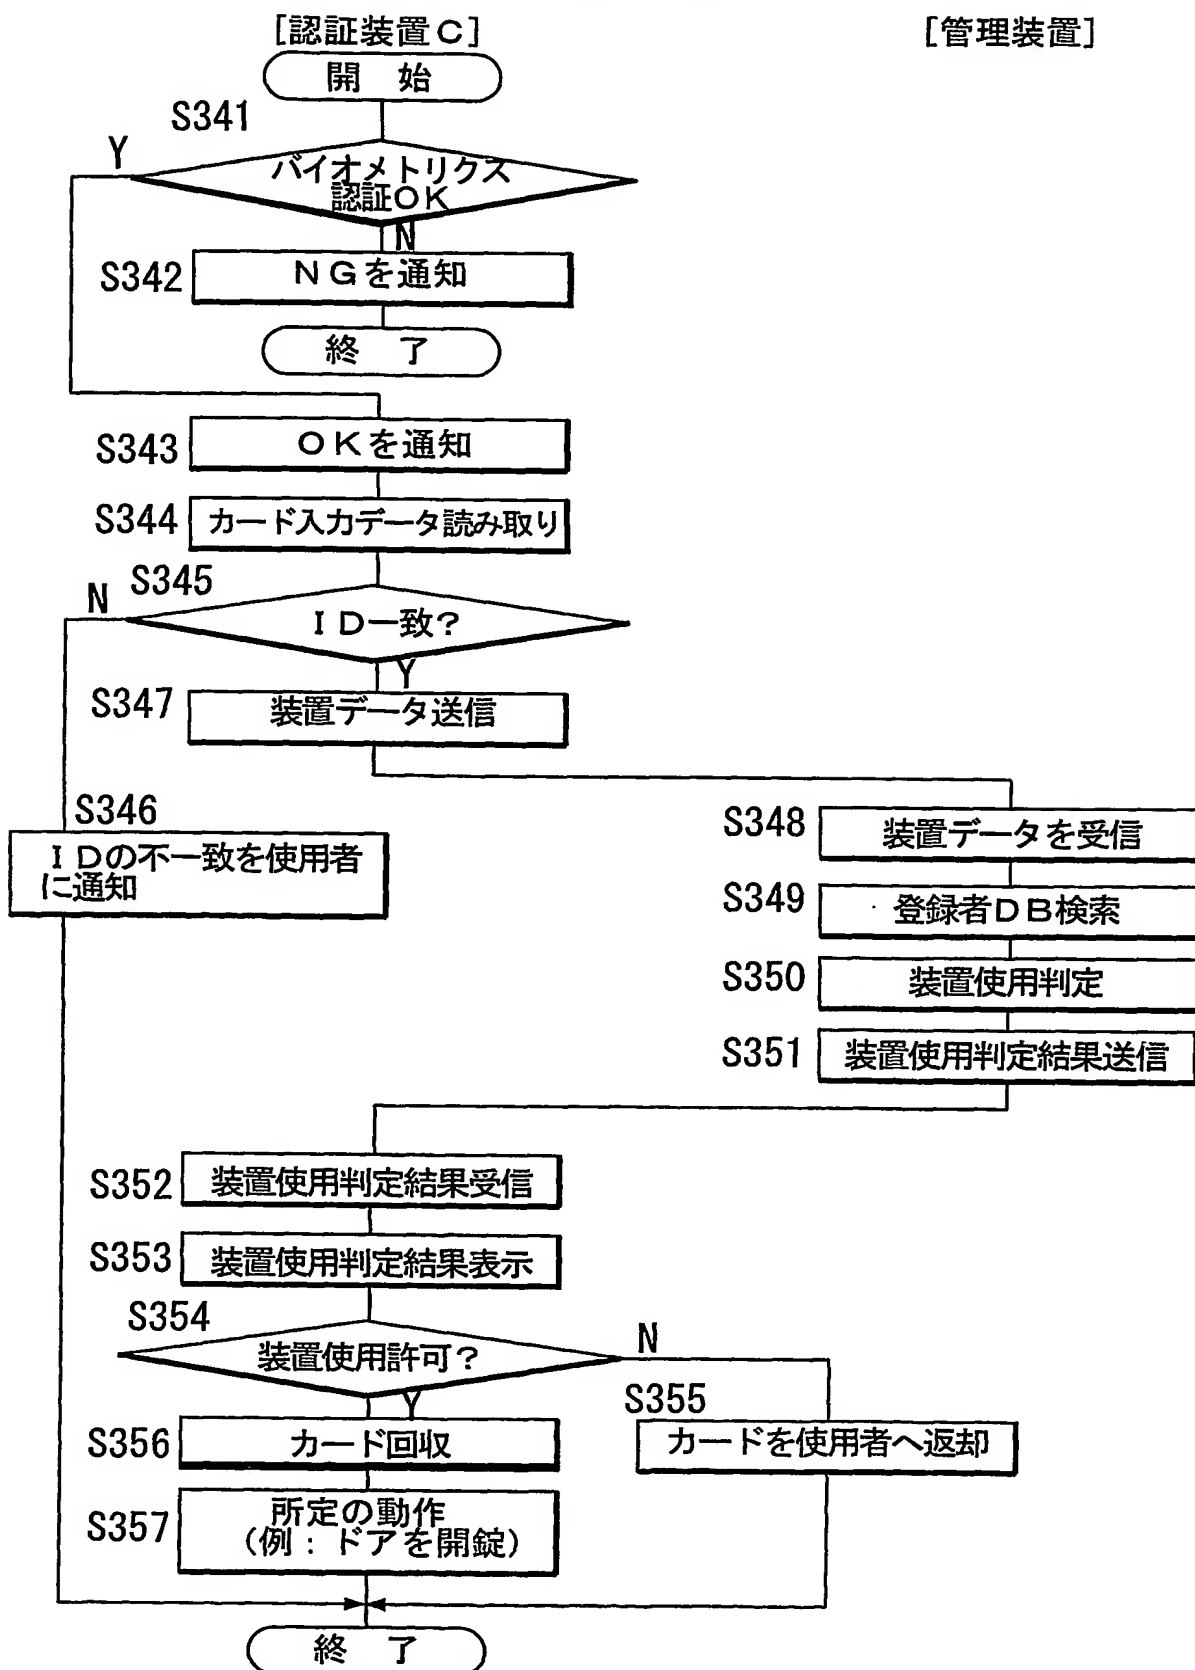 [認証装置C]
[管理装置]
開 始
S341
Y
バイオメトリクス
認証OK
N
S342
NGを通知
終 了
S343
OKを通知
S344
カード入力データ読み取り
S345
N
ID一致?
Y
S347
装置データ送信
S346
IDの不一致を使用者
に通知
S348
装置データを受信
S349
登録者DB検索
S350
装置使用判定
S351
装置使用判定結果送信
S352
装置使用判定結果受信
S353
装置使用判定結果表示
S354
装置使用許可?
N
Y
S355
カードを使用者へ返却
S356
カード回収
S357
所定の動作
(例:ドアを開錠)
終 了